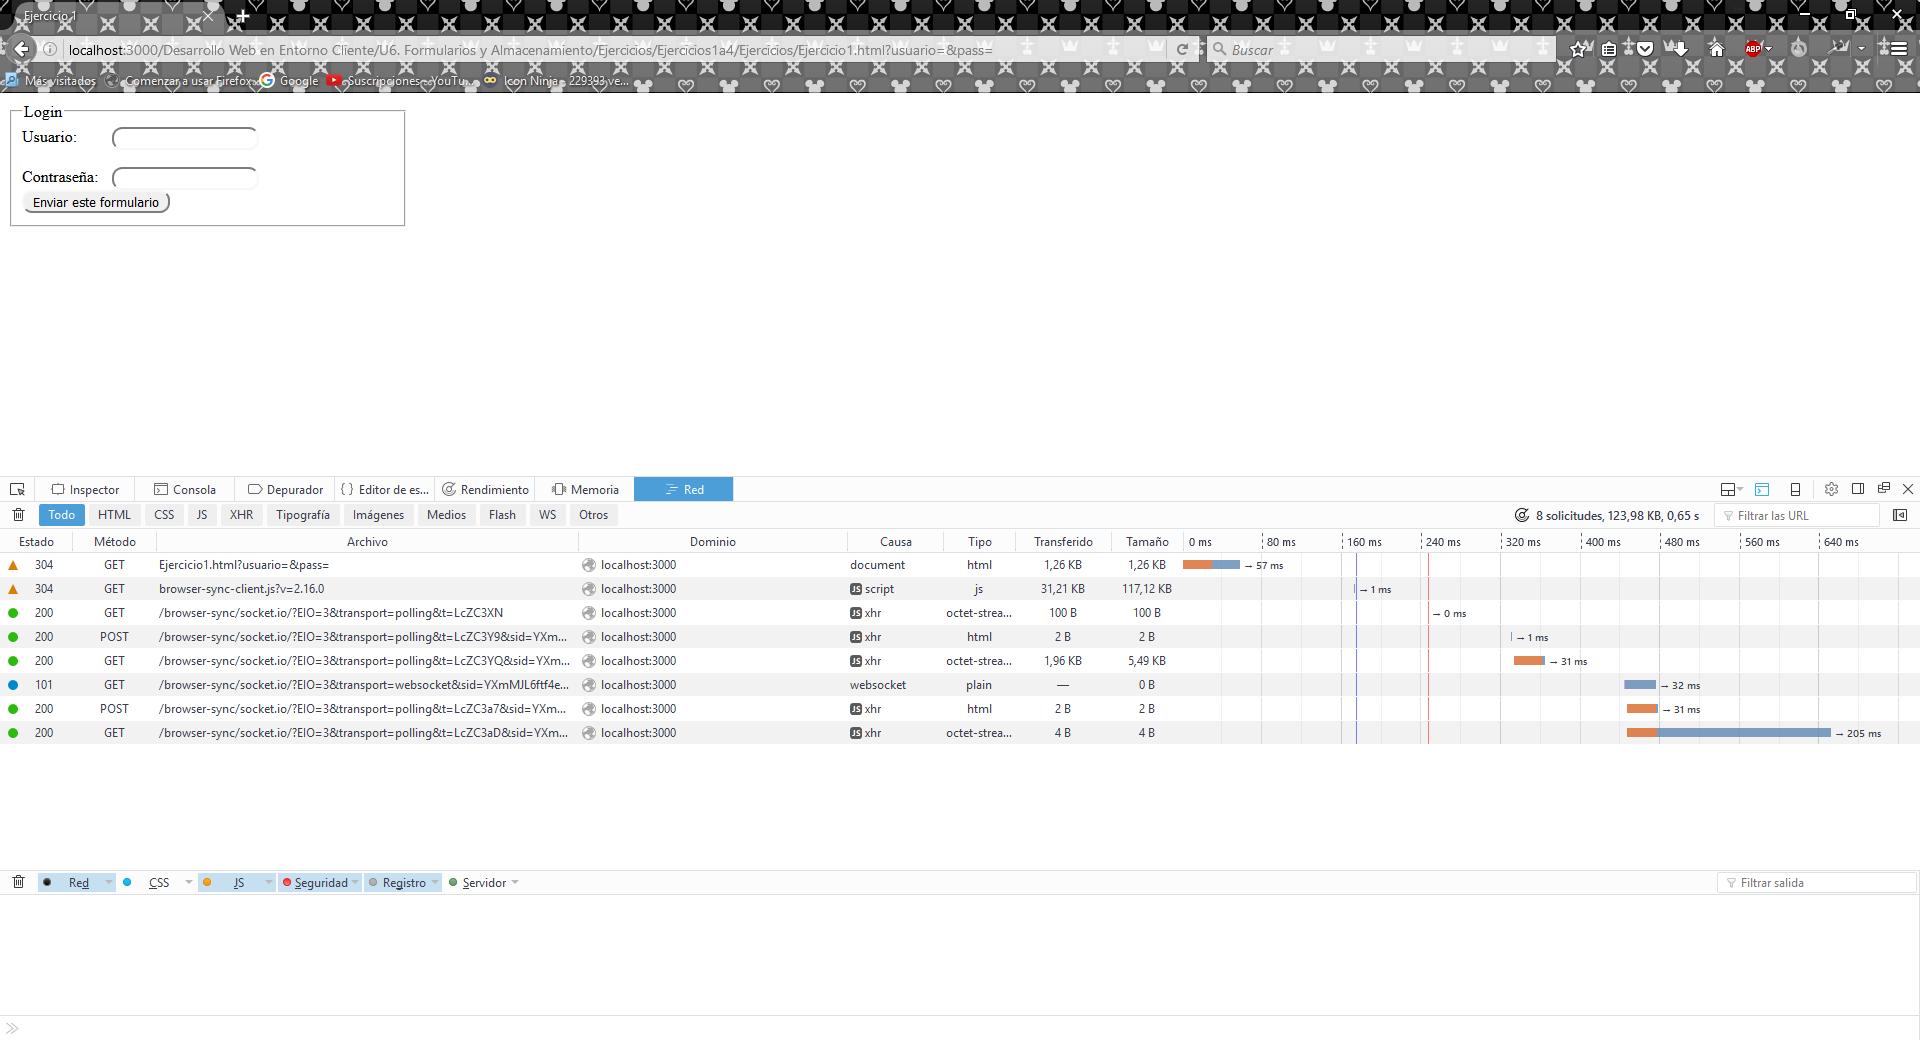 Ejercicio 1
localhost:3000/Desarrollo Web en Entorno Cliente/U6. Formularios y Almacenamiento/Ejercicios/Ejercicios1a4/Ejercicios/Ejercicio1.html?usuario=&pass=
Buscar
ABP
Más visitados Comenzar a usar Firefox Google Suscripciones - YouTu... Icon Ninja - 229393 ve...
Login
Usuario:
Contraseña:
Enviar este formulario
Inspector Consola Depurador { } Editor de es... Rendimiento Memoria Red
Todo HTML CSS JS XHR Tipografía Imágenes Medios Flash WS Otros 8 solicitudes, 123,98 KB, 0,65 s Filtrar las URL
Estado Método Archivo Dominio Causa Tipo Transferido Tamaño 0 ms 80 ms 160 ms 240 ms 320 ms 400 ms 480 ms 560 ms 640 ms
304 GET Ejercicio1.html?usuario=&pass= localhost:3000 document html 1,26 KB 1,26 KB → 57 ms
304 GET browser-sync-client.js?v=2.16.0 localhost:3000 JS script js 31,21 KB 117,12 KB → 1 ms
200 GET /browser-sync/socket.io/?EIO=3&transport=polling&t=LcZC3XN localhost:3000 JS xhr octet-strea... 100 B 100 B → 0 ms
200 POST /browser-sync/socket.io/?EIO=3&transport=polling&t=LcZC3Y9&sid=YXm... localhost:3000 JS xhr html 2 B 2 B → 1 ms
200 GET /browser-sync/socket.io/?EIO=3&transport=polling&t=LcZC3YQ&sid=YXm... localhost:3000 JS xhr octet-strea... 1,96 KB 5,49 KB → 31 ms
101 GET /browser-sync/socket.io/?EIO=3&transport=websocket&sid=YXmMJL6ftf4e... localhost:3000 websocket plain — 0 B → 32 ms
200 POST /browser-sync/socket.io/?EIO=3&transport=polling&t=LcZC3a7&sid=YXm... localhost:3000 JS xhr html 2 B 2 B → 31 ms
200 GET /browser-sync/socket.io/?EIO=3&transport=polling&t=LcZC3aD&sid=YXm... localhost:3000 JS xhr octet-strea... 4 B 4 B → 205 ms
Red CSS JS Seguridad Registro Servidor Filtrar salida